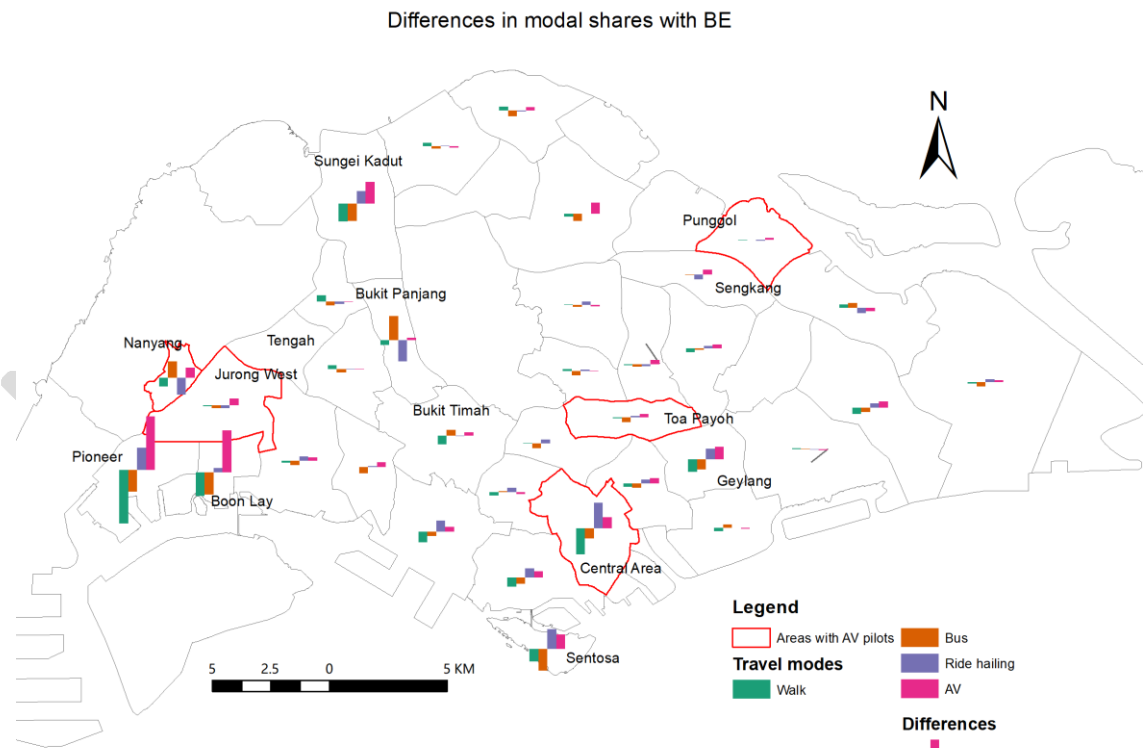 Differences in modal shares with BE
N
Sungei Kadut
Punggol
Sengkang
Bukit Panjang
Tengah
Nanyang
Jurong West
Bukit Timah
Toa Payoh
Pioneer
Geylang
Boon Lay
Central Area
Sentosa
5 2.5 0 5 KM
Legend
Areas with AV pilots
Travel modes
Walk
Bus
Ride hailing
AV
Differences